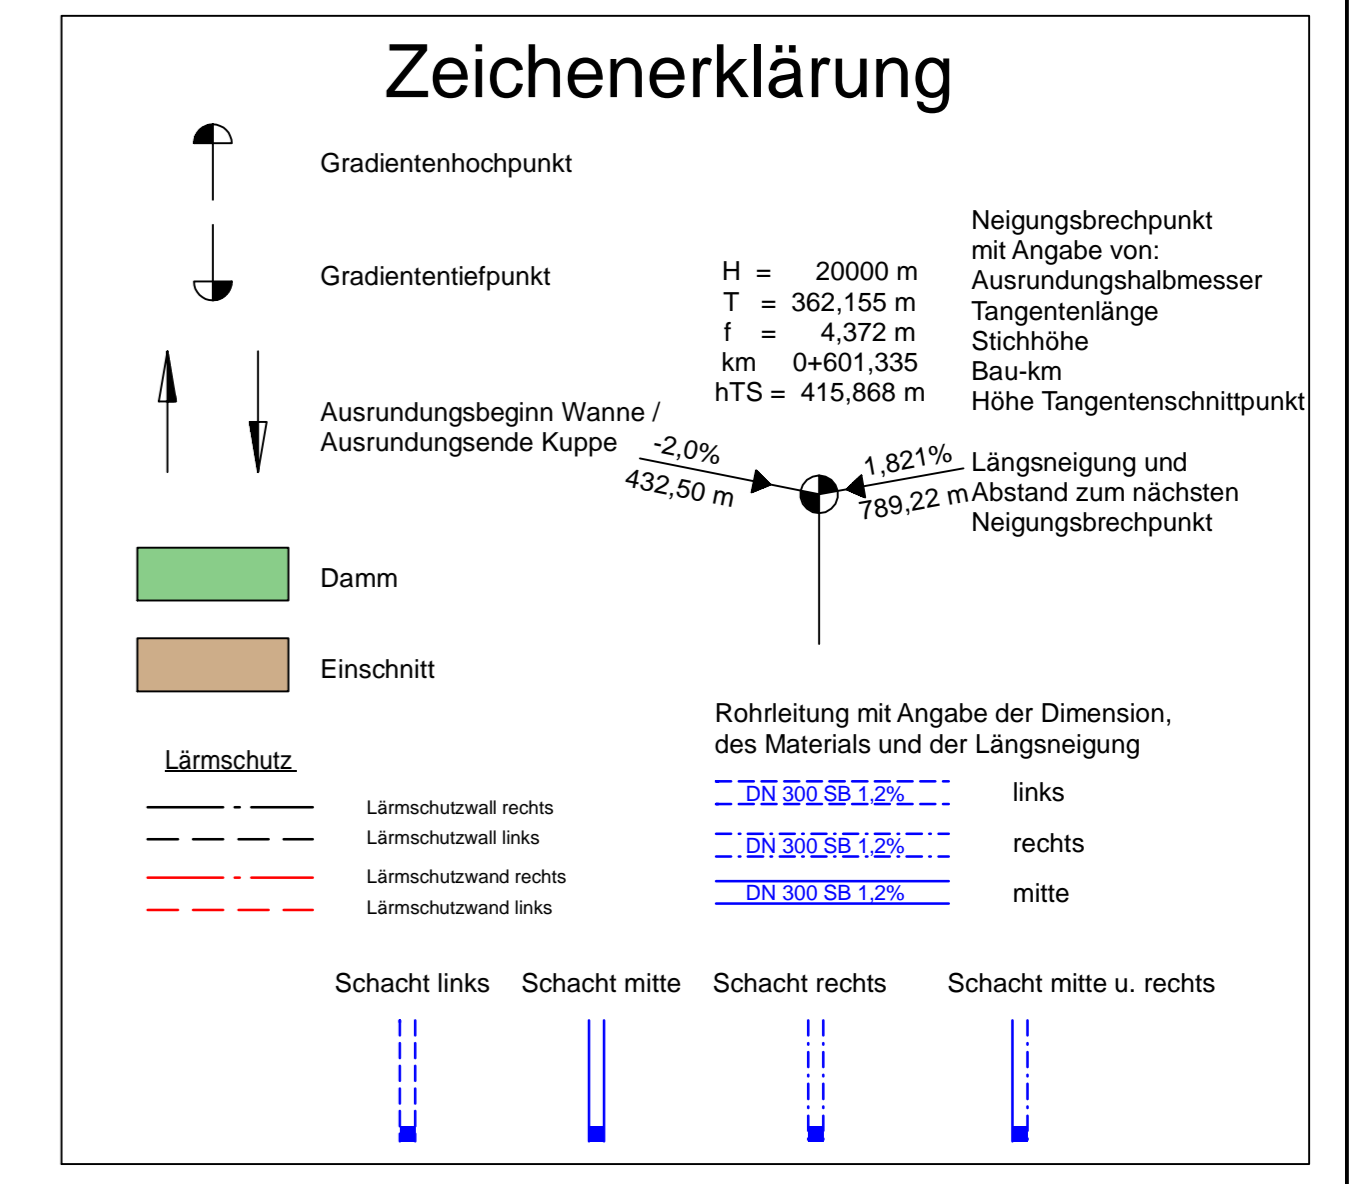 Zeichenerklärung
Gradientenhochpunkt
Gradiententiefpunkt
Ausrundungsbeginn Wanne /
Ausrundungsende Kuppe
H = 20000 m
T = 362,155 m
f = 4,372 m
km 0+601,335
hTS = 415,868 m
Neigungsbrechpunkt
mit Angabe von:
Ausrundungshalbmesser
Tangentenlänge
Stichhöhe
Bau-km
Höhe Tangentenschnittpunkt
-2,0%
432,50 m
1,821%
789,22 m
Längsneigung und
Abstand zum nächsten
Neigungsbrechpunkt
Damm
Einschnitt
Lärmschutz
Lärmschutzwall rechts
Lärmschutzwall links
Lärmschutzwand rechts
Lärmschutzwand links
Rohrleitung mit Angabe der Dimension,
des Materials und der Längsneigung
DN 300 SB 1,2% links
DN 300 SB 1,2% rechts
DN 300 SB 1,2% mitte
Schacht links Schacht mitte Schacht rechts Schacht mitte u. rechts